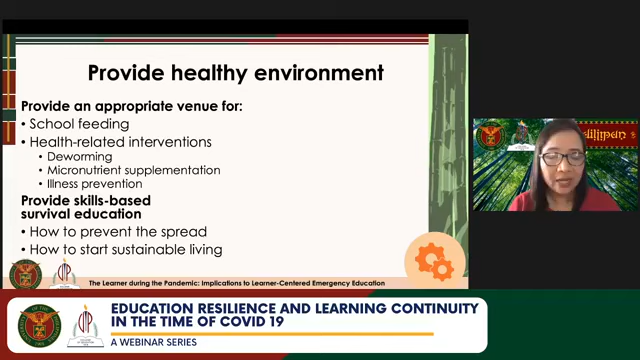 Provide healthy environment
Provide an appropriate venue for:
• School feeding
• Health-related interventions
• Deworming
• Micronutrient supplementation
• Illness prevention
Provide skills-based
survival education
• How to prevent the spread
• How to start sustainable living
The Learner during the Pandemic: Implications to Learner-Centered Emergency Education
EDUCATION RESILIENCE AND LEARNING CONTINUITY
IN THE TIME OF COVID 19
A WEBINAR SERIES